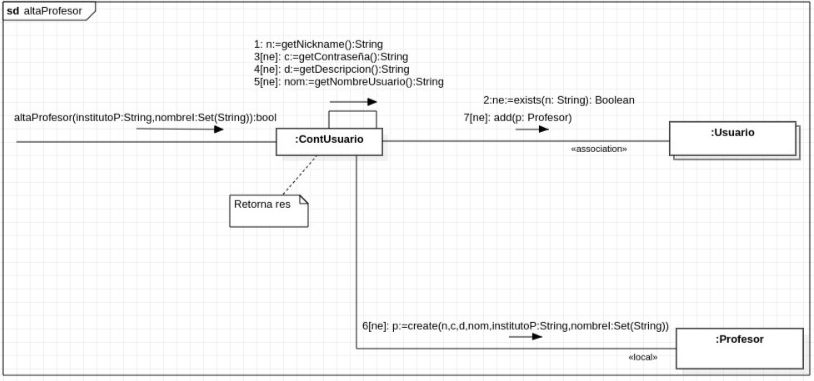 sd altaProfesor
1: n:=getNickname():String
3[ne]: c:=getContraseña():String
4[ne]: d:=getDescripcion():String
5[ne]: nom:=getNombreUsuario():String
altaProfesor(institutoP:String,nombreI:Set(String)):bool
2:ne:=exists(n: String): Boolean
7[ne]: add(p: Profesor)
:ContUsuario
:Usuario
«association»
Retorna res
6[ne]: p:=create(n,c,d,nom,institutoP:String,nombreI:Set(String))
:Profesor
«local»